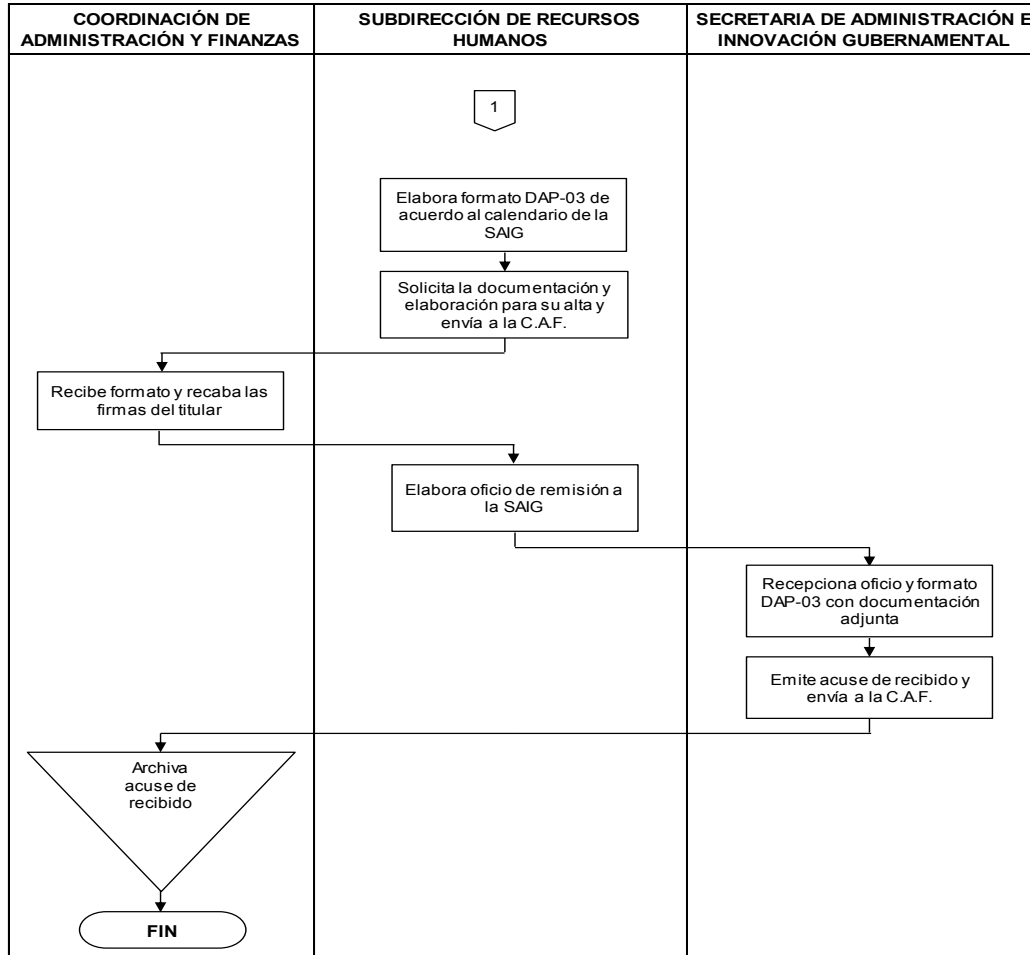 COORDINACIÓN DE
ADMINISTRACIÓN Y FINANZAS
SUBDIRECCIÓN DE RECURSOS
HUMANOS
SECRETARIA DE ADMINISTRACIÓN E
INNOVACIÓN GUBERNAMENTAL
1
Elabora formato DAP-03 de
acuerdo al calendario de la
SAIG
Solicita la documentación y
elaboración para su alta y
envía a la C.A.F.
Recibe formato y recaba las
firmas del titular
Elabora oficio de remisión a
la SAIG
Recepciona oficio y formato
DAP-03 con documentación
adjunta
Emite acuse de recibido y
envía a la C.A.F.
Archiva
acuse de
recibido
FIN